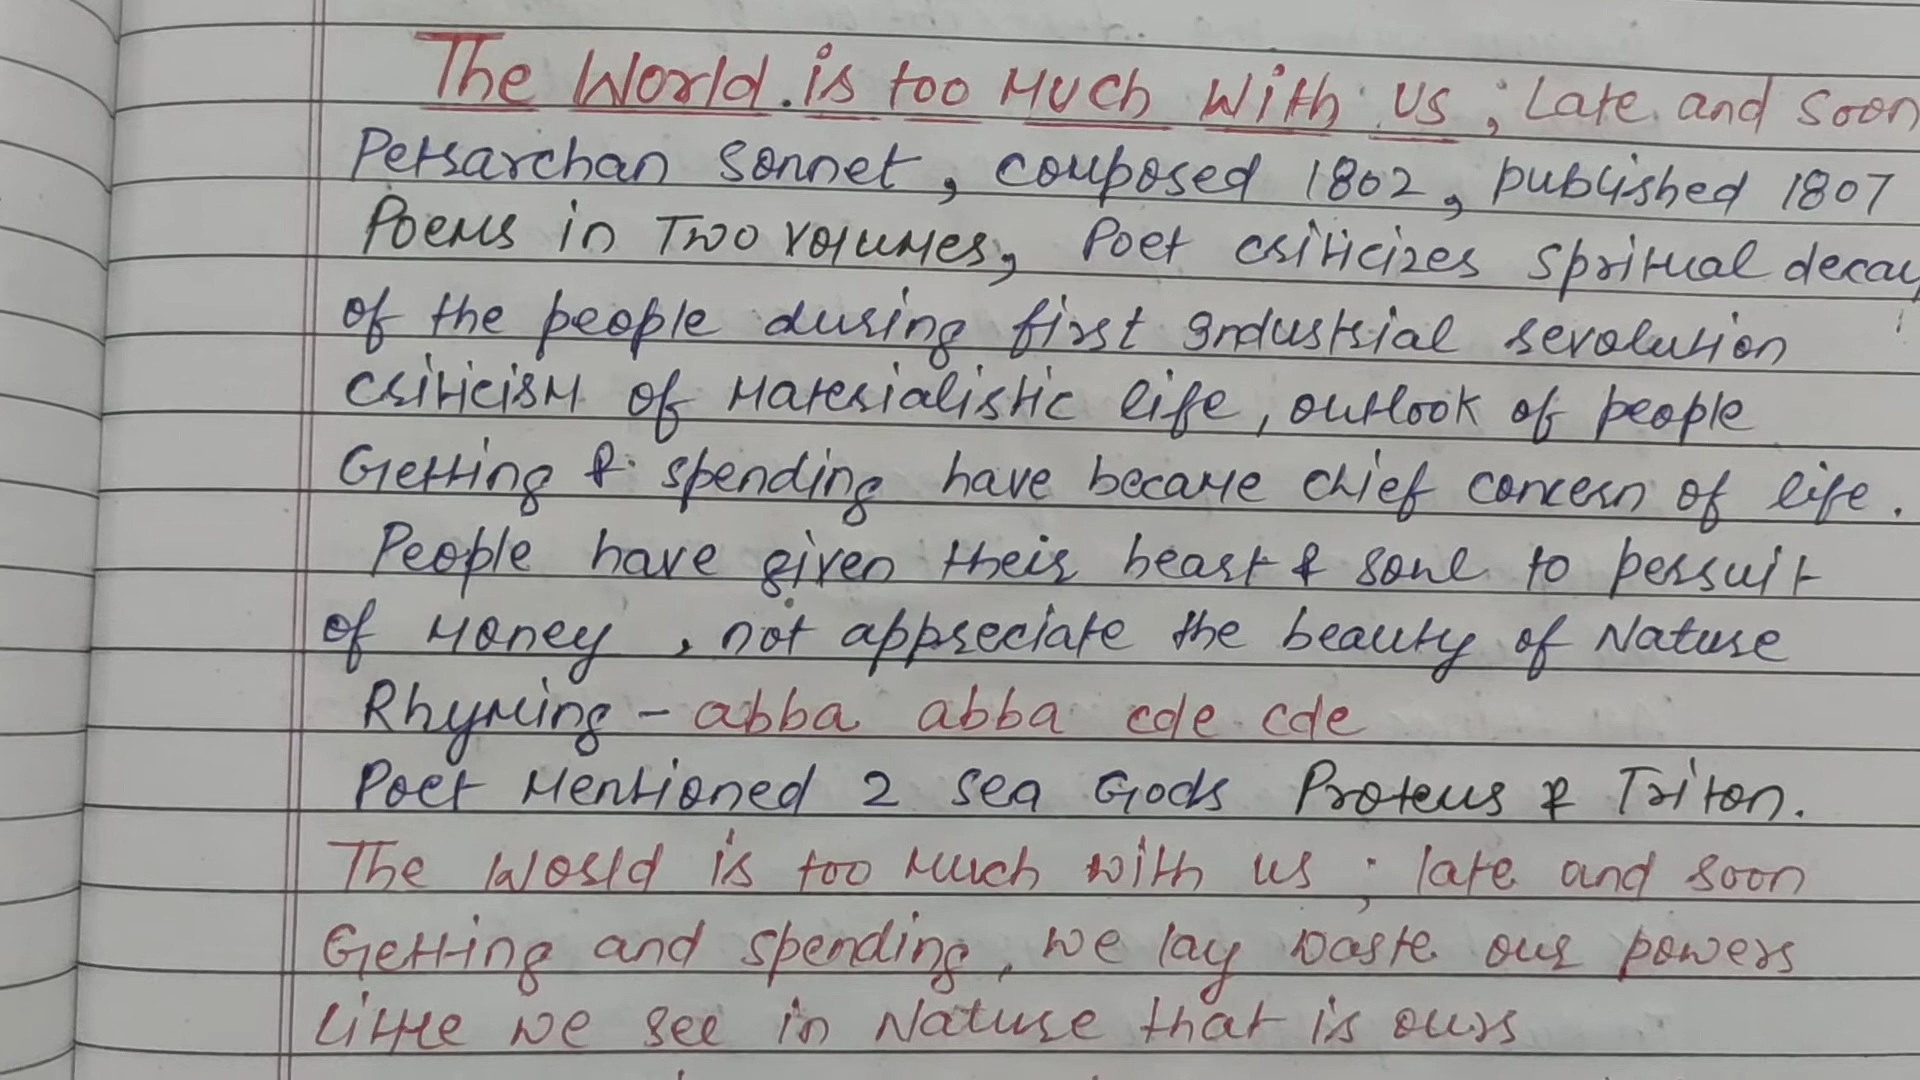 The World is too Much With Us ; Late and Soon
Petrarchan Sonnet , composed 1802 , published 1807
Poems in Two Volumes, Poet criticizes Spritual decay
of the people during first Industrial revolution
Criticism of Materialistic life , outlook of people
Getting & spending have became chief concern of life .
People have given their heart & soul to persuit
of Money , not appreciate the beauty of Nature
Rhyming - abba abba cde cde
Poet Mentioned 2 Sea Gods Proteus & Triton.
The World is too Much with us ; late and soon
Getting and spending, we lay waste our powers
Little we see in Nature that is ours